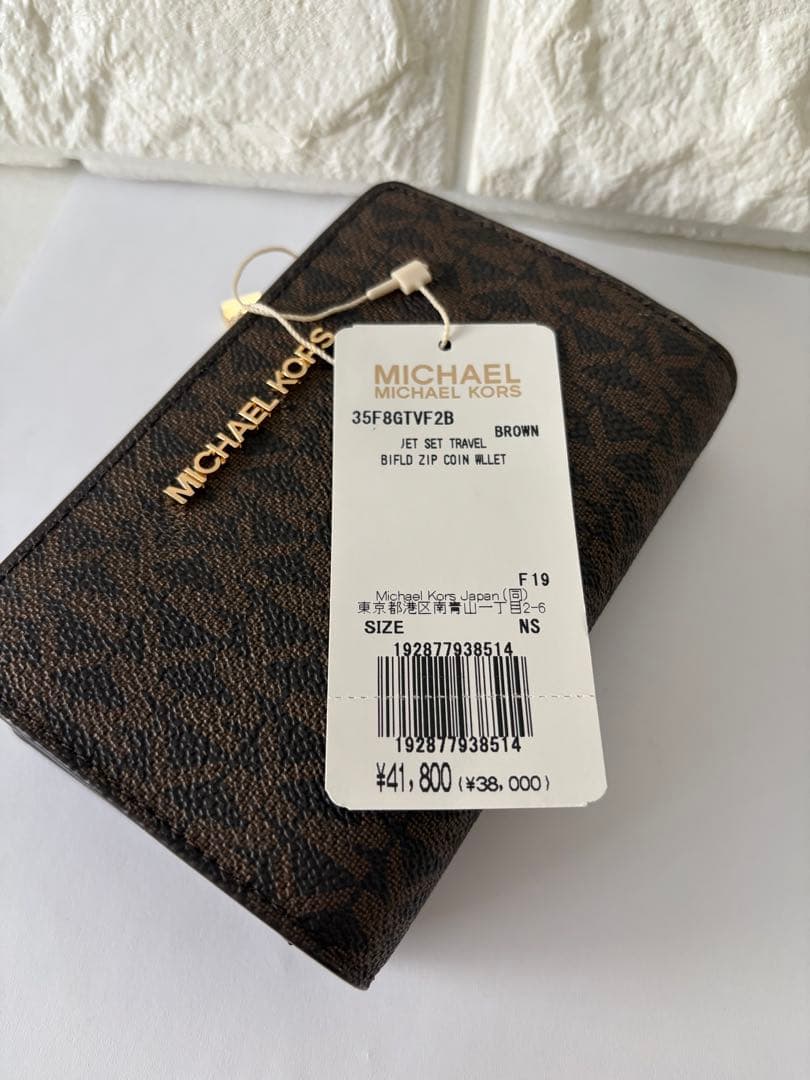 MICHAEL KORS
MICHAEL
MICHAEL KORS
35F8GTVF2B
BROWN
JET SET TRAVEL
BIFLD ZIP COIN WLLET
F19
Michael Kors Japan (同)
東京都港区南青山一丁目2-6
SIZE NS
192877938514
192877938514
¥41,800 (¥38,000)